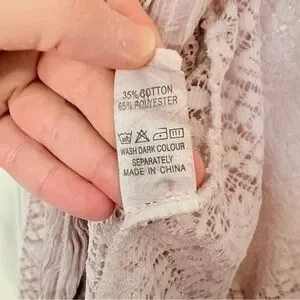 35% COTTON
65% POLYESTER
WASH DARK COLOUR
SEPARATELY
MADE IN CHINA